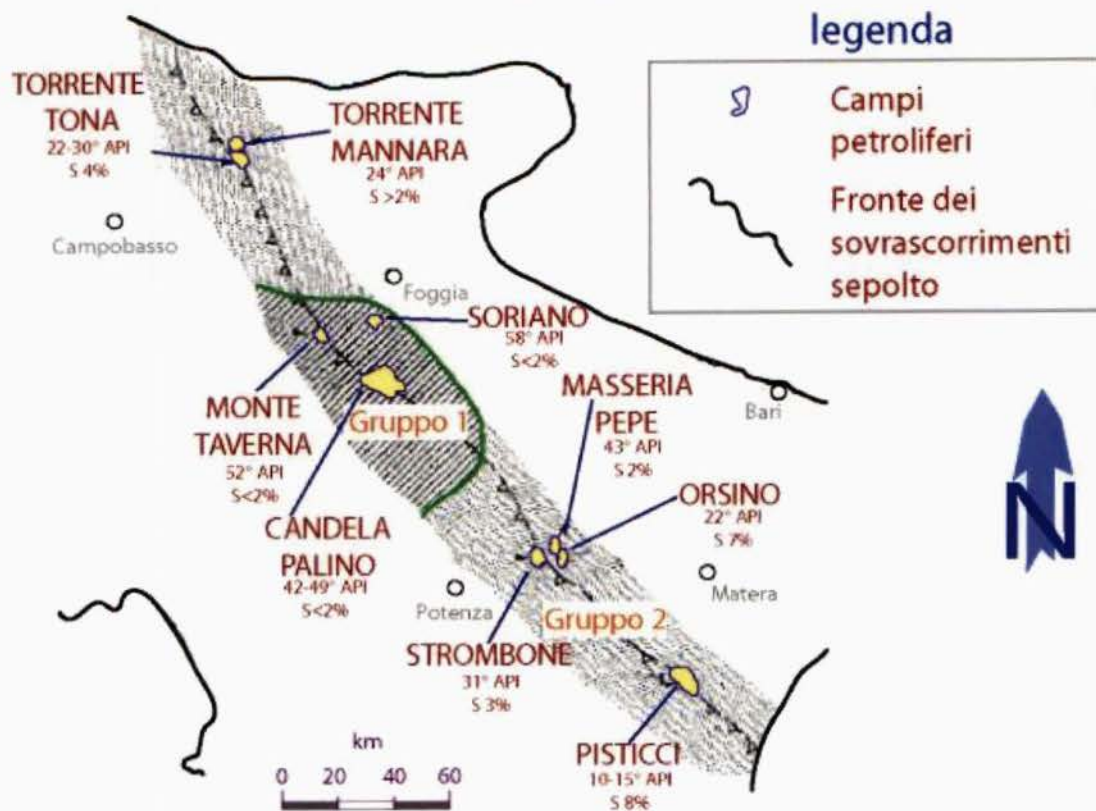 legenda
Campi
petroliferi
Fronte dei
sovrascorrimenti
sepolto
TORRENTE
TONA
22-30° API
S 4%
TORRENTE
MANNARA
24° API
S >2%
Campobasso
Foggia
SORIANO
58° API
S<2%
MONTE
TAVERNA
52° API
S<2%
Gruppo 1
MASSERIA
PEPE
43° API
S 2%
Bari
CANDELA
PALINO
42-49° API
S<2%
ORSINO
22° API
S 7%
N
Potenza
Matera
Gruppo 2
STROMBONE
31° API
S 3%
PISTICCI
10-15° API
S 8%
km
0 20 40 60